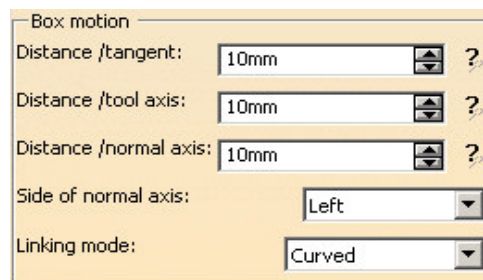 Box motion
Distance /tangent: 10mm ?
Distance /tool axis: 10mm ?
Distance /normal axis: 10mm ?
Side of normal axis: Left
Linking mode: Curved